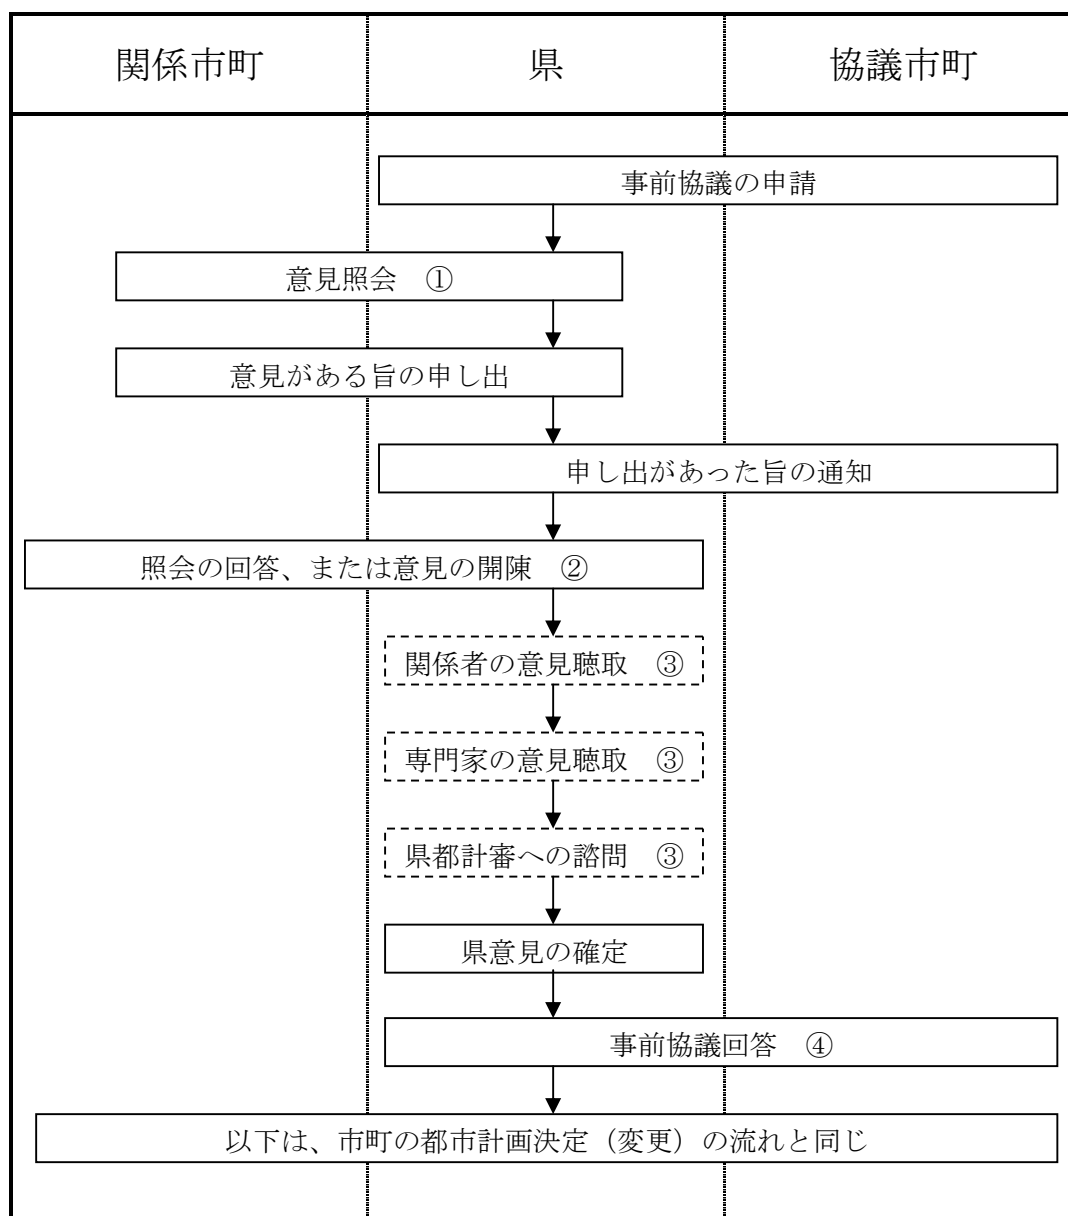 関係市町
県
協議市町
事前協議の申請
意見照会　①
意見がある旨の申し出
申し出があった旨の通知
照会の回答、または意見の開陳　②
関係者の意見聴取　③
専門家の意見聴取　③
県都計審への諮問　③
県意見の確定
事前協議回答　④
以下は、市町の都市計画決定（変更）の流れと同じ